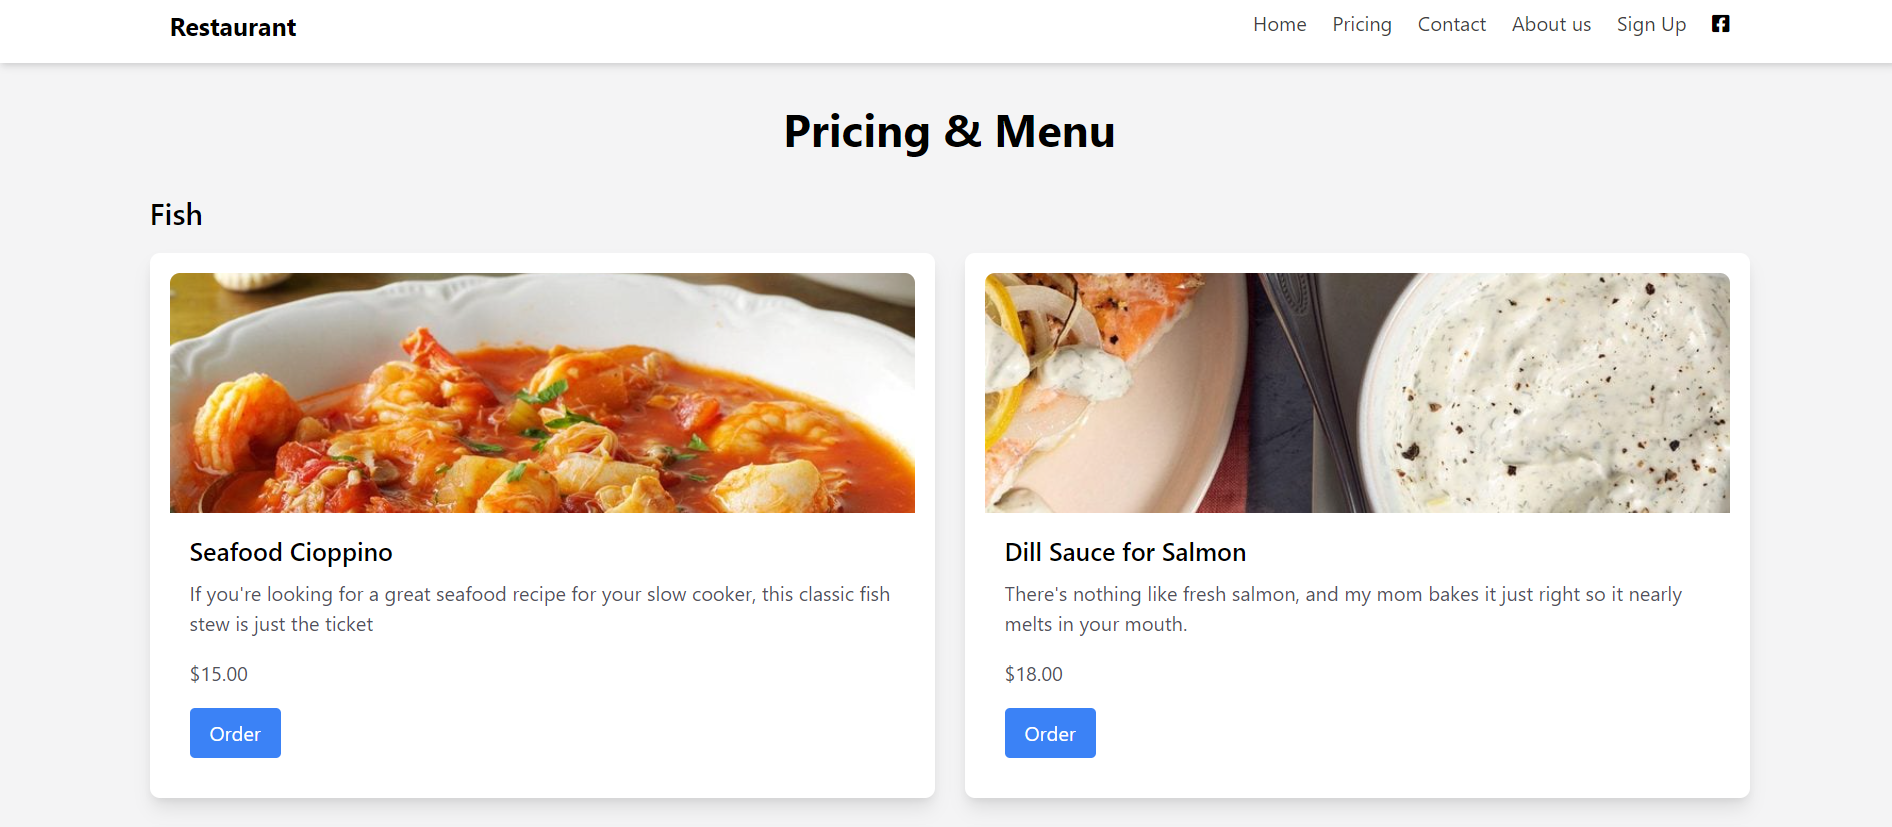 Restaurant
Home Pricing Contact About us Sign Up
Pricing & Menu
Fish
Seafood Cioppino
If you're looking for a great seafood recipe for your slow cooker, this classic fish
stew is just the ticket
$15.00
Order
Dill Sauce for Salmon
There's nothing like fresh salmon, and my mom bakes it just right so it nearly
melts in your mouth.
$18.00
Order